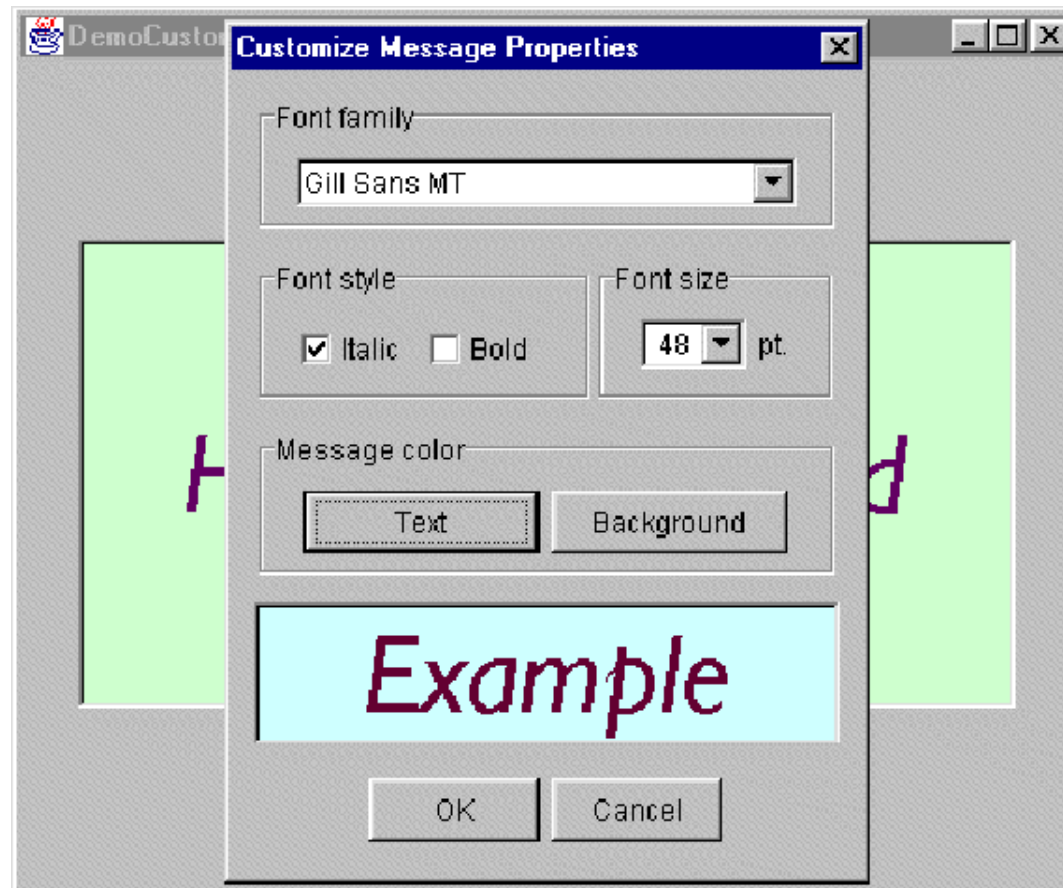 DemoCusto
Customize Message Properties
Font family
Gill Sans MT
Font style
Font size
Italic Bold
48 pt.
Message color
Text Background
H d
Example
OK Cancel